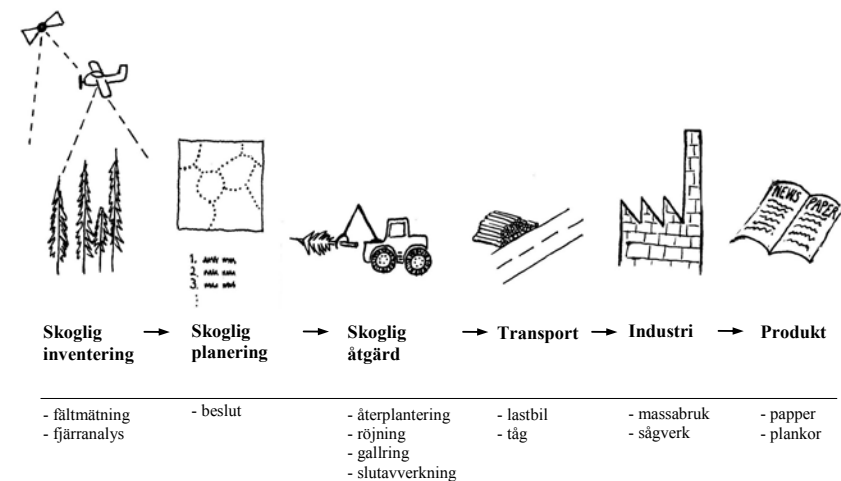 1.
2.
3.
NEWS PAPER
Skoglig inventering → Skoglig planering → Skoglig åtgärd → Transport → Industri → Produkt
- fältmätning
- fjärranalys
- beslut
- återplantering
- röjning
- gallring
- slutavverkning
- lastbil
- tåg
- massabruk
- sågverk
- papper
- plankor